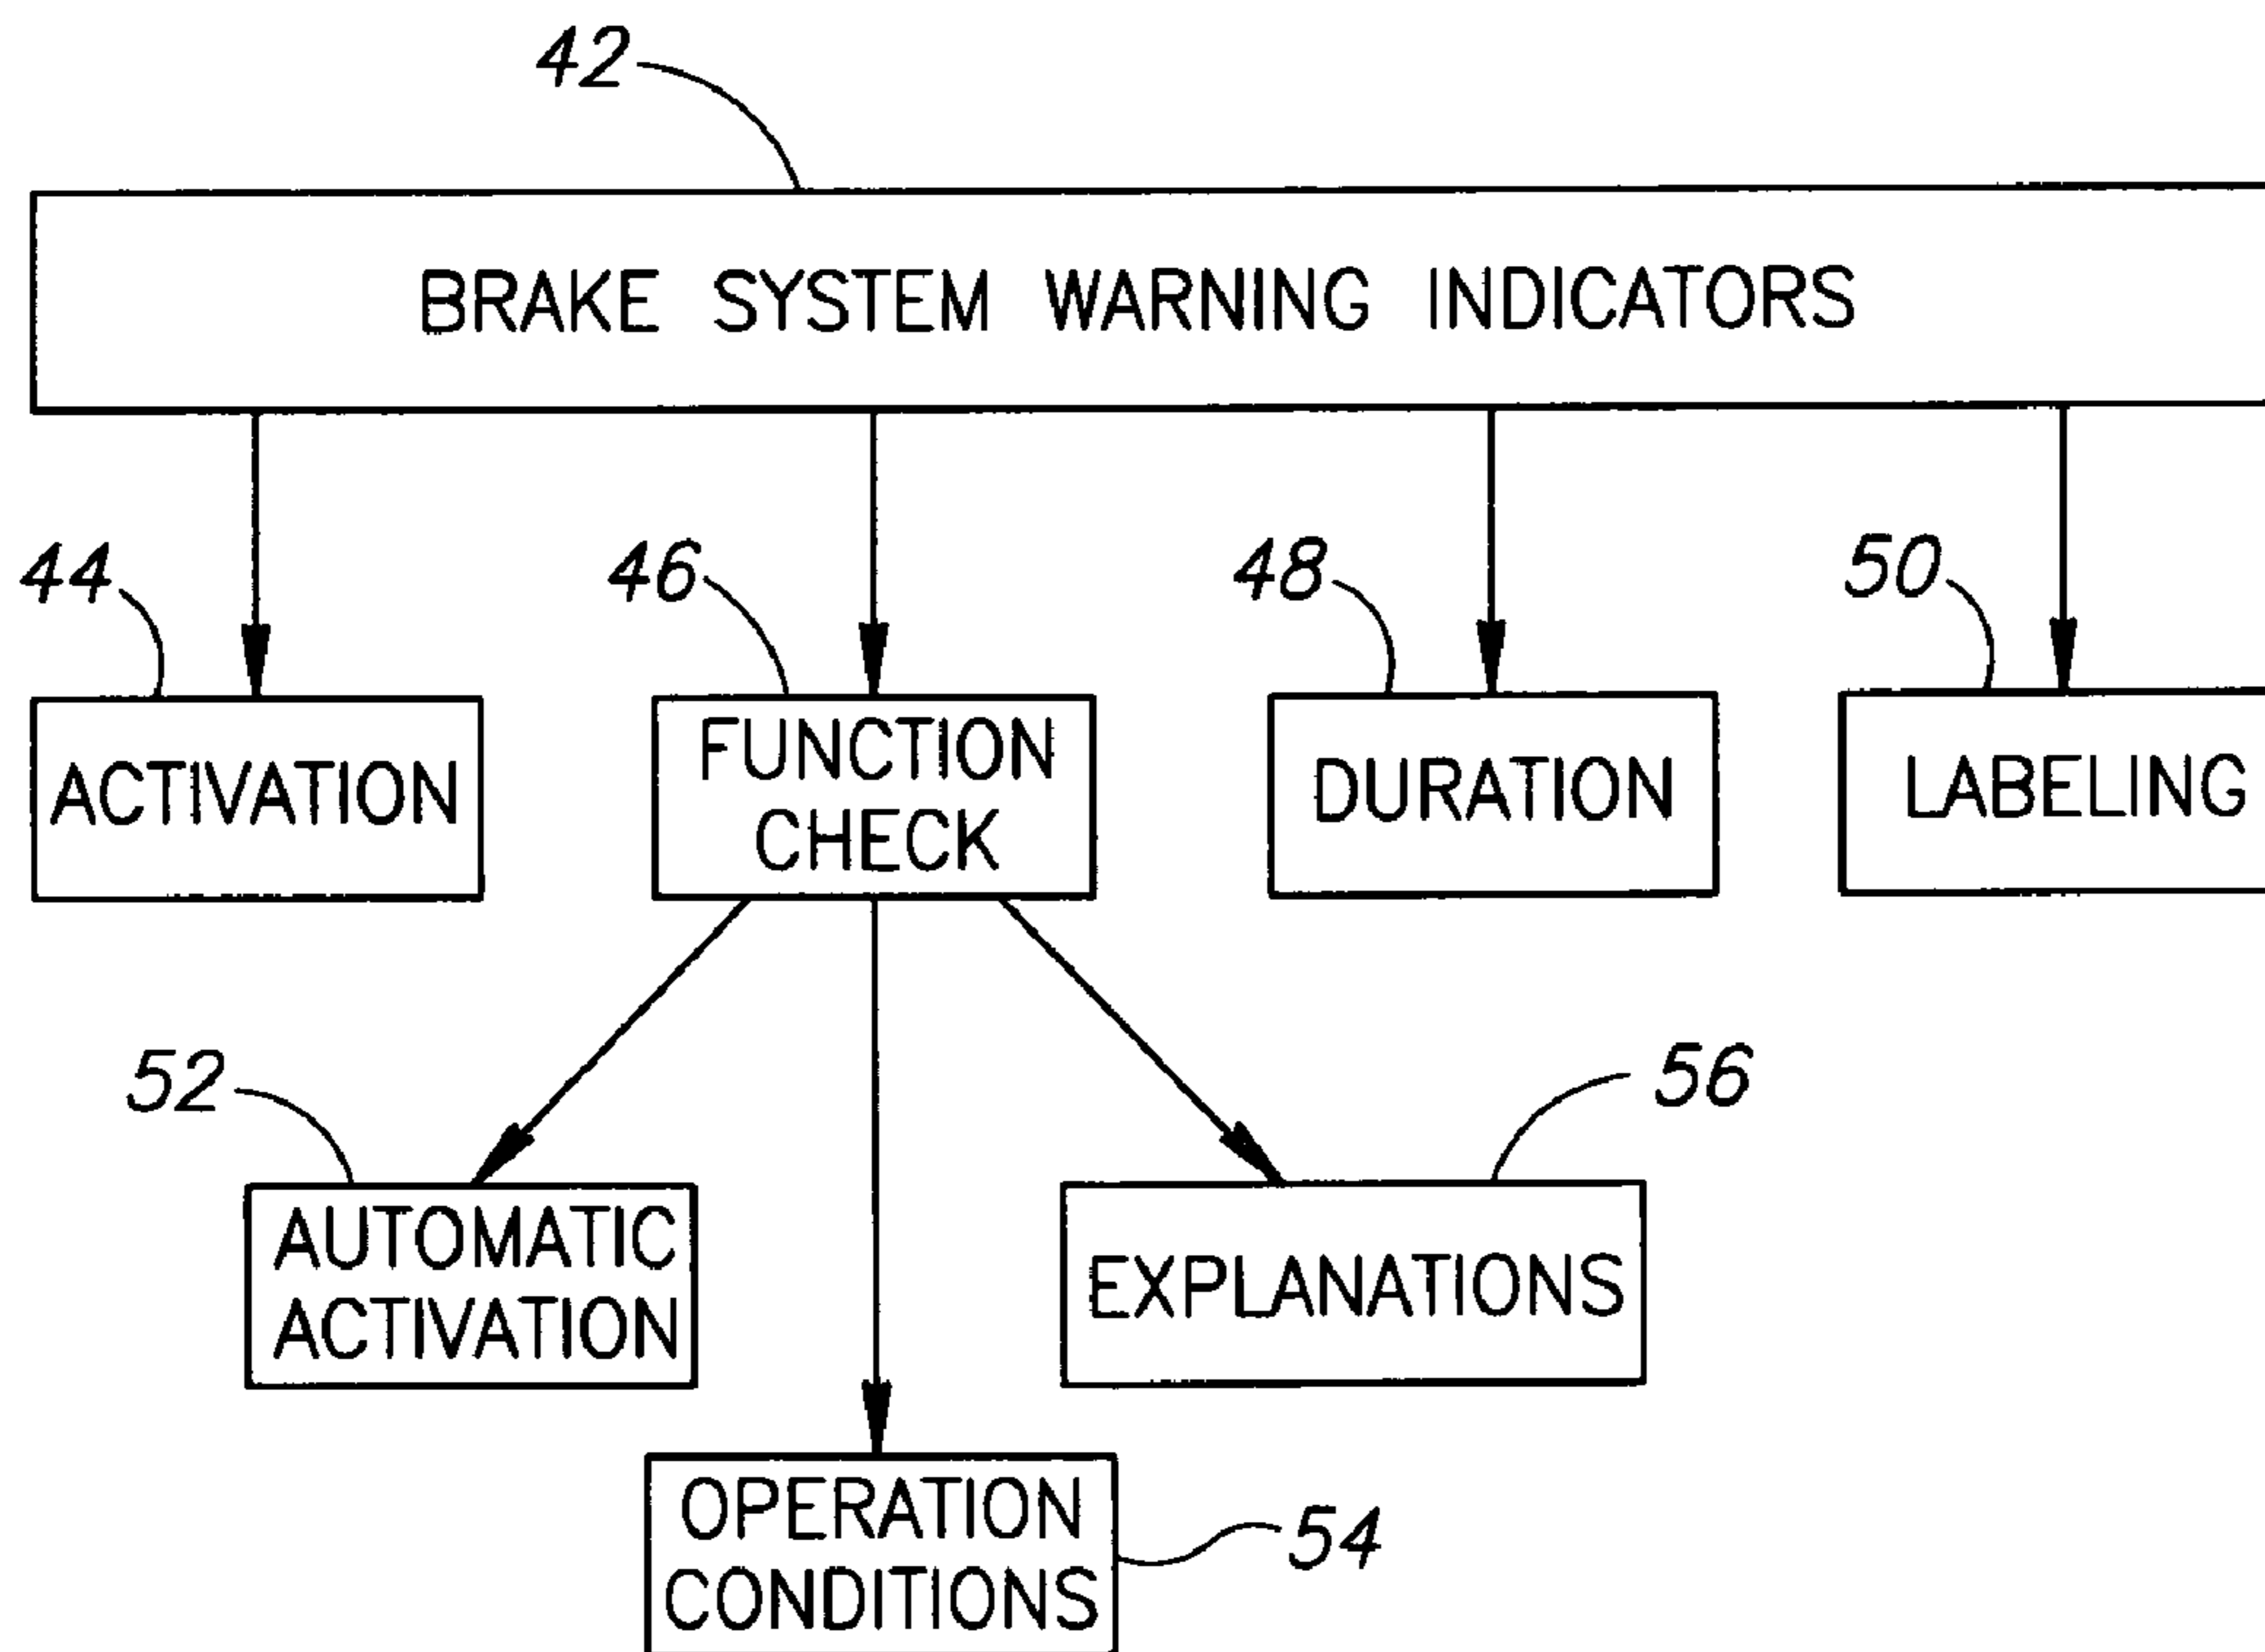 42
BRAKE SYSTEM WARNING INDICATORS
44
46
48
50
ACTIVATION
FUNCTION
CHECK
DURATION
LABELING
52
56
AUTOMATIC
ACTIVATION
EXPLANATIONS
OPERATION
CONDITIONS
54